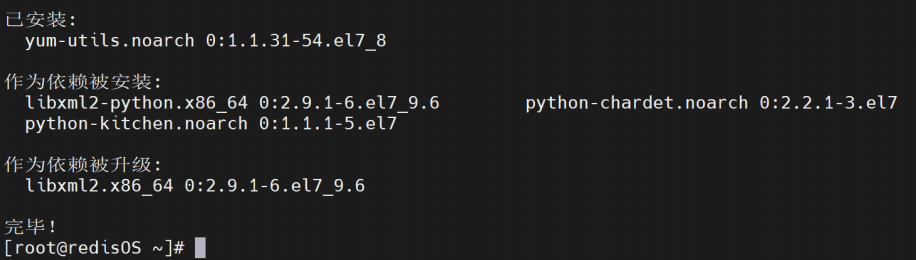 已安装:
yum-utils.noarch 0:1.1.31-54.el7_8
作为依赖被安装:
libxml2-python.x86_64 0:2.9.1-6.el7_9.6 python-chardet.noarch 0:2.2.1-3.el7
python-kitchen.noarch 0:1.1.1-5.el7
作为依赖被升级:
libxml2.x86_64 0:2.9.1-6.el7_9.6
完毕！
[root@redisOS ~]#